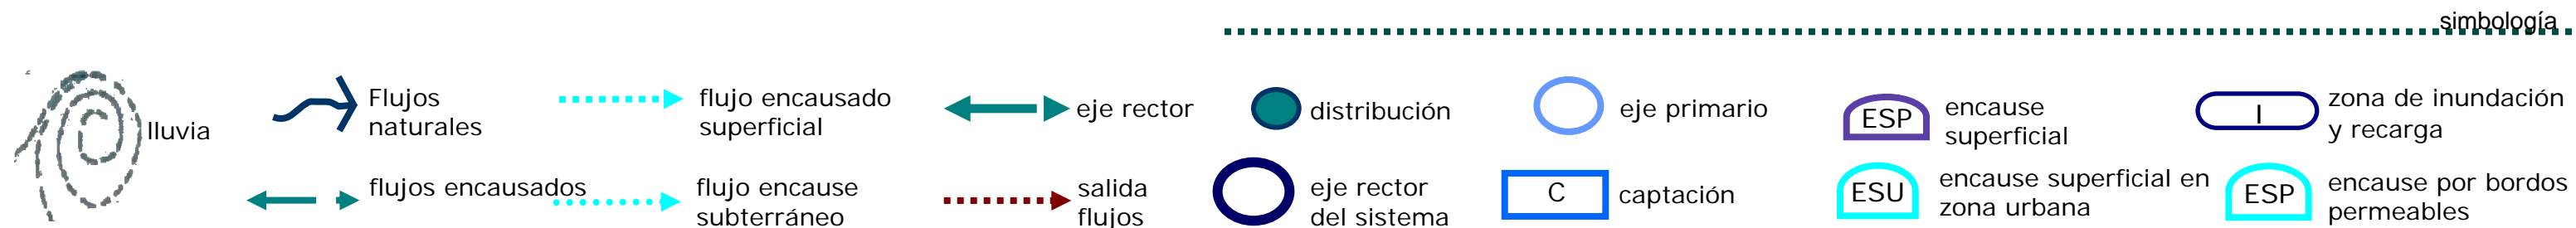 simbología
lluvia
Flujos
naturales
flujo encausado
superficial
eje rector
distribución
eje primario
ESP
encause
superficial
I
zona de inundación
y recarga
flujos encausados
flujo encause
subterráneo
salida
flujos
eje rector
del sistema
C
captación
ESU
encause superficial en
zona urbana
ESP
encause por bordos
permeables